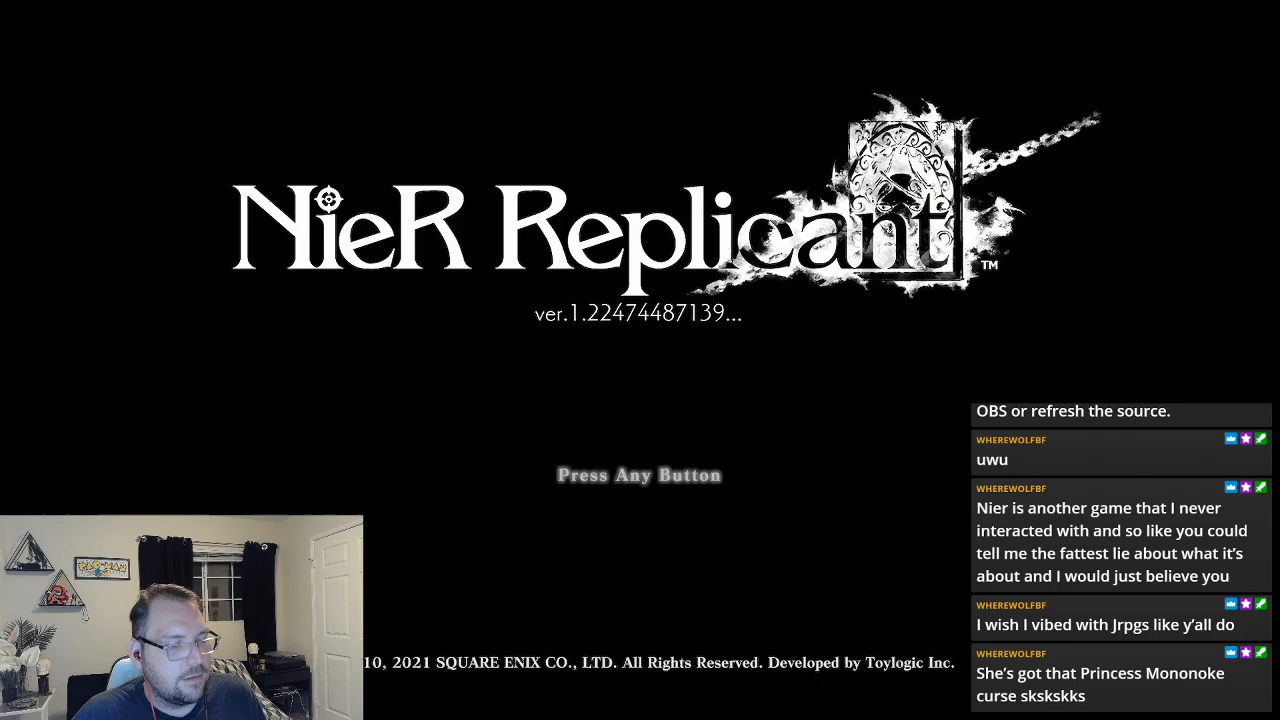 NieR Replicant
TM
ver.1.22474487139...
Press Any Button
10, 2021 SQUARE ENIX CO., LTD. All Rights Reserved. Developed by Toylogic Inc.
OBS or refresh the source.
WHEREWOLFBF
uwu
WHEREWOLFBF
Nier is another game that I never
interacted with and so like you could
tell me the fattest lie about what it's
about and I would just believe you
WHEREWOLFBF
I wish I vibed with Jrpgs like y'all do
WHEREWOLFBF
She's got that Princess Mononoke
curse skskskks
PAC-MAN